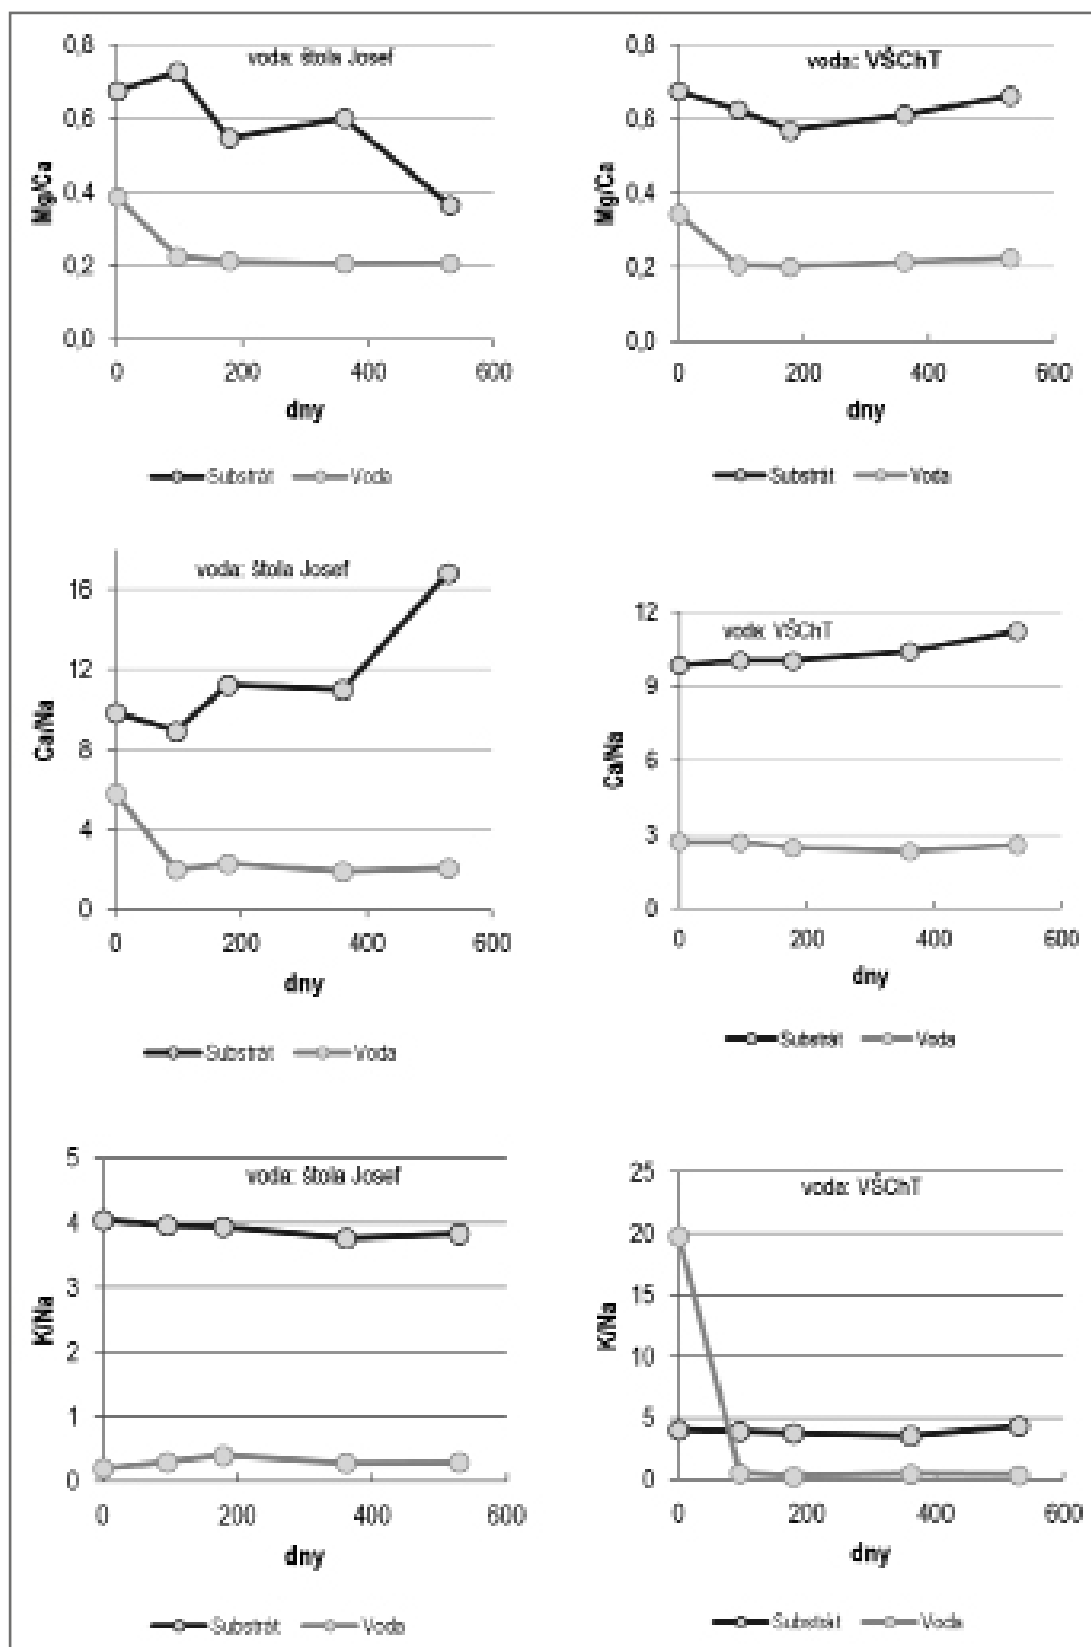 voda: štola Josef
Mg/Ca
0,8
0,6
0,4
0,2
0,0
0 200 400 600
dny
Substrát Voda
voda: VŠChT
Mg/Ca
0,8
0,6
0,4
0,2
0,0
0 200 400 600
dny
Substrát Voda
voda: štola Josef
Ca/Na
16
12
8
4
0
0 200 400 600
dny
Substrát Voda
voda: VŠChT
Ca/Na
12
9
6
3
0
0 200 400 600
dny
Substrát Voda
voda: štola Josef
K/Na
5
4
3
2
1
0
0 200 400 600
dny
Substrát Voda
voda: VŠChT
K/Na
25
20
15
10
5
0
0 200 400 600
dny
Substrát Voda